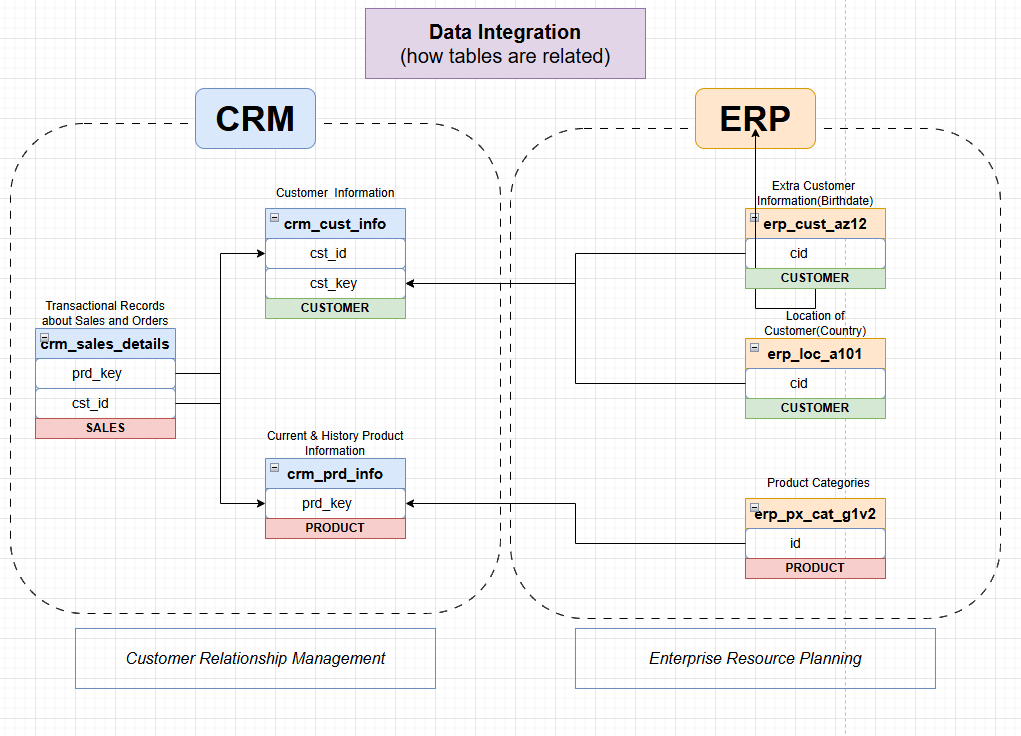 Data Integration
(how tables are related)
CRM
ERP
Customer Information
crm_cust_info
cst_id
cst_key
CUSTOMER
Transactional Records
about Sales and Orders
crm_sales_details
prd_key
cst_id
SALES
Current & History Product
Information
crm_prd_info
prd_key
PRODUCT
Extra Customer
Information(Birthdate)
erp_cust_az12
cid
CUSTOMER
Location of
Customer(Country)
erp_loc_a101
cid
CUSTOMER
Product Categories
erp_px_cat_g1v2
id
PRODUCT
Customer Relationship Management
Enterprise Resource Planning